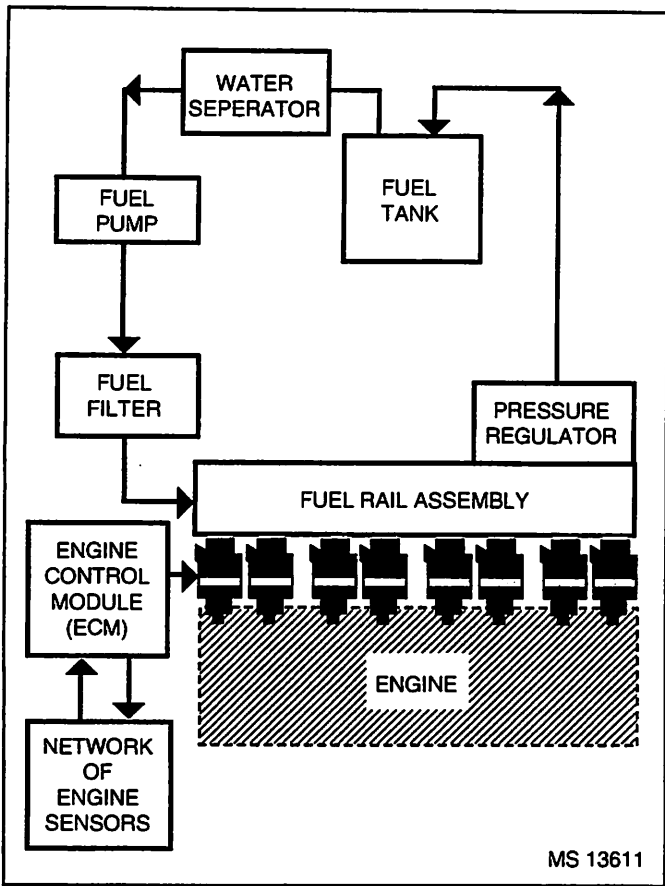 WATER
SEPERATOR
FUEL
TANK
FUEL
PUMP
FUEL
FILTER
PRESSURE
REGULATOR
FUEL RAIL ASSEMBLY
ENGINE
CONTROL
MODULE
(ECM)
ENGINE
NETWORK
OF
ENGINE
SENSORS
MS 13611